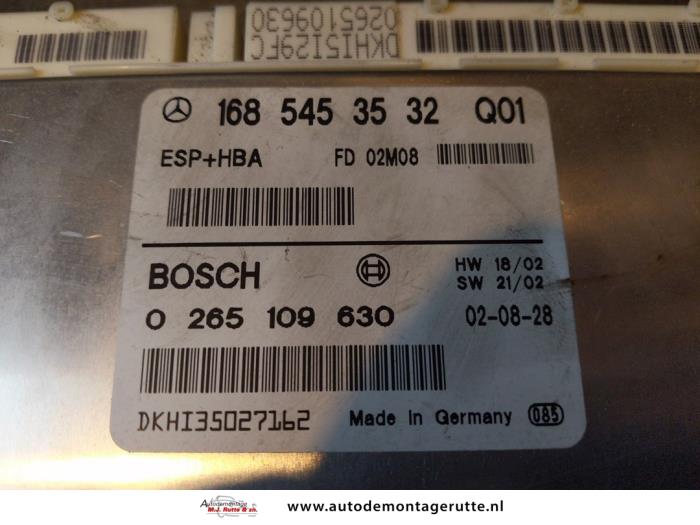 DKHI5I29FC
0265109630
168 545 35 32 Q01
ESP+HBA FD 02M08
BOSCH HW 18/02
SW 21/02
0 265 109 630 02-08-28
DKHI35027162 Made in Germany 085
Autodemontage
M.J. Rutte & zn.
www.autodemontagerutte.nl